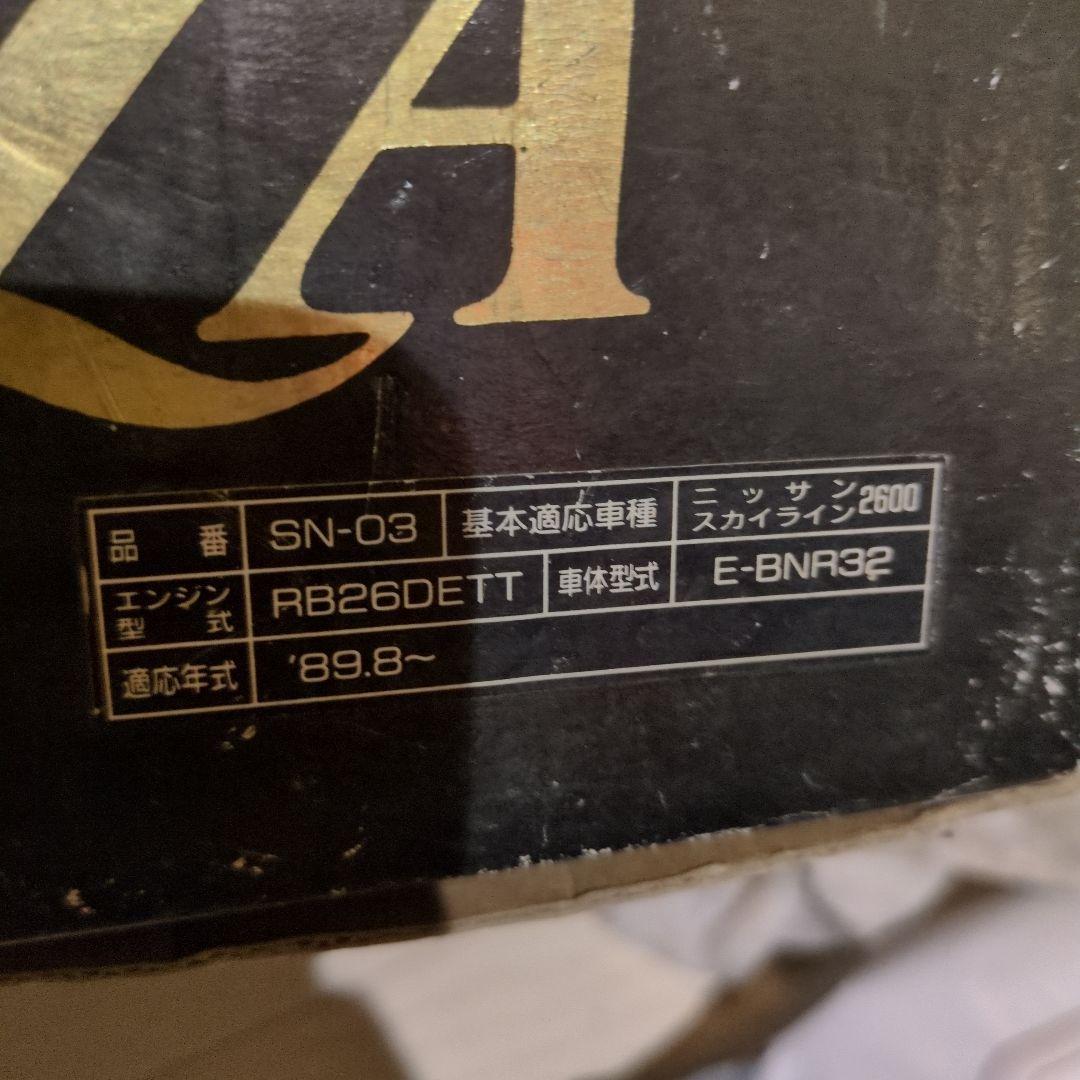 A
品番 SN-03 基本適応車種 ニッサン スカイライン2600
エンジン型式 RB26DETT 車体型式 E-BNR32
適応年式 '89.8～